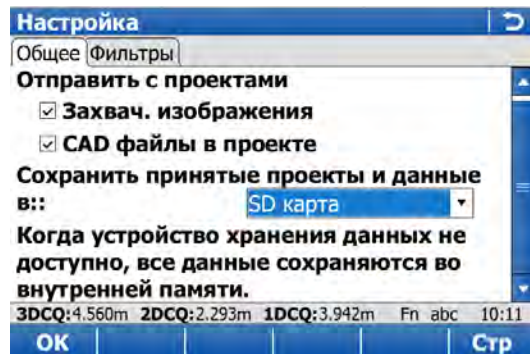 Настройка
Общее Фильтры
Отправить с проектами
Захвач. изображения
CAD файлы в проекте
Сохранить принятые проекты и данные
в:: SD карта
Когда устройство хранения данных не
доступно, все данные сохраняются во
внутренней памяти.
3DCQ:4.560m 2DCQ:2.293m 1DCQ:3.942m Fn abc 10:11
OK Стр